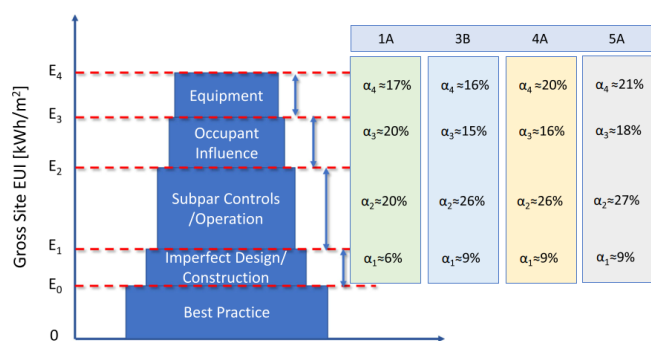 Gross Site EUI [kWh/m²]
E₄
E₃
E₂
E₁
E₀
0
Equipment
Occupant
Influence
Subpar Controls
/Operation
Imperfect Design/
Construction
Best Practice
1A 3B 4A 5A
α₄≈17% α₄≈16% α₄≈20% α₄≈21%
α₃≈20% α₃≈15% α₃≈16% α₃≈18%
α₂≈20% α₂≈26% α₂≈26% α₂≈27%
α₁≈6% α₁≈9% α₁≈9% α₁≈9%